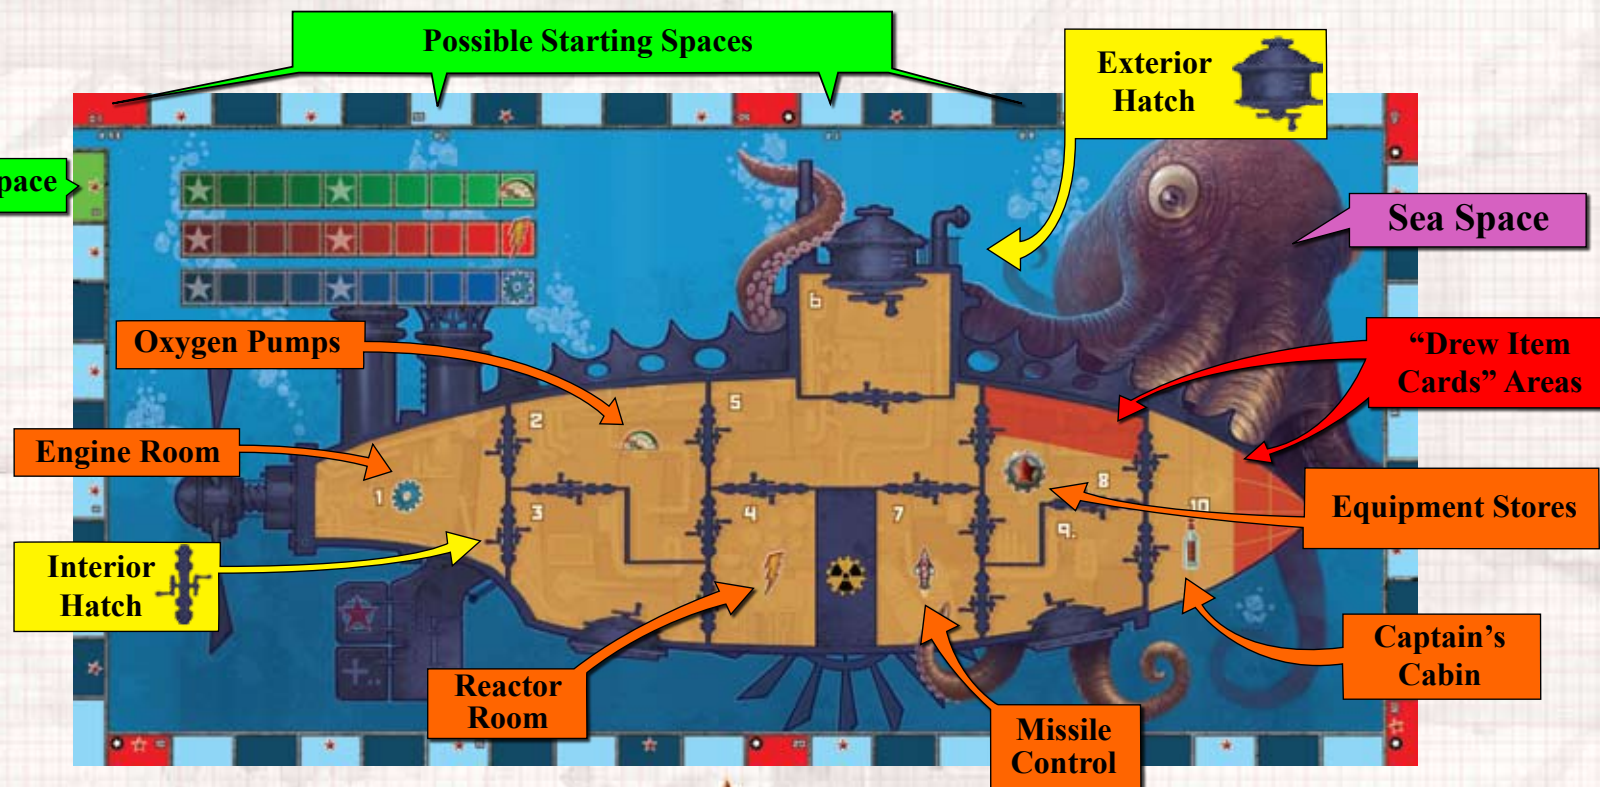 Possible Starting Spaces
Exterior
Hatch
pace
Sea Space
6
Oxygen Pumps
"Drew Item
Cards" Areas
2
5
Engine Room
8
1
3
4
7
9.
10
Equipment Stores
Interior
Hatch
Captain's
Cabin
Reactor
Room
Missile
Control